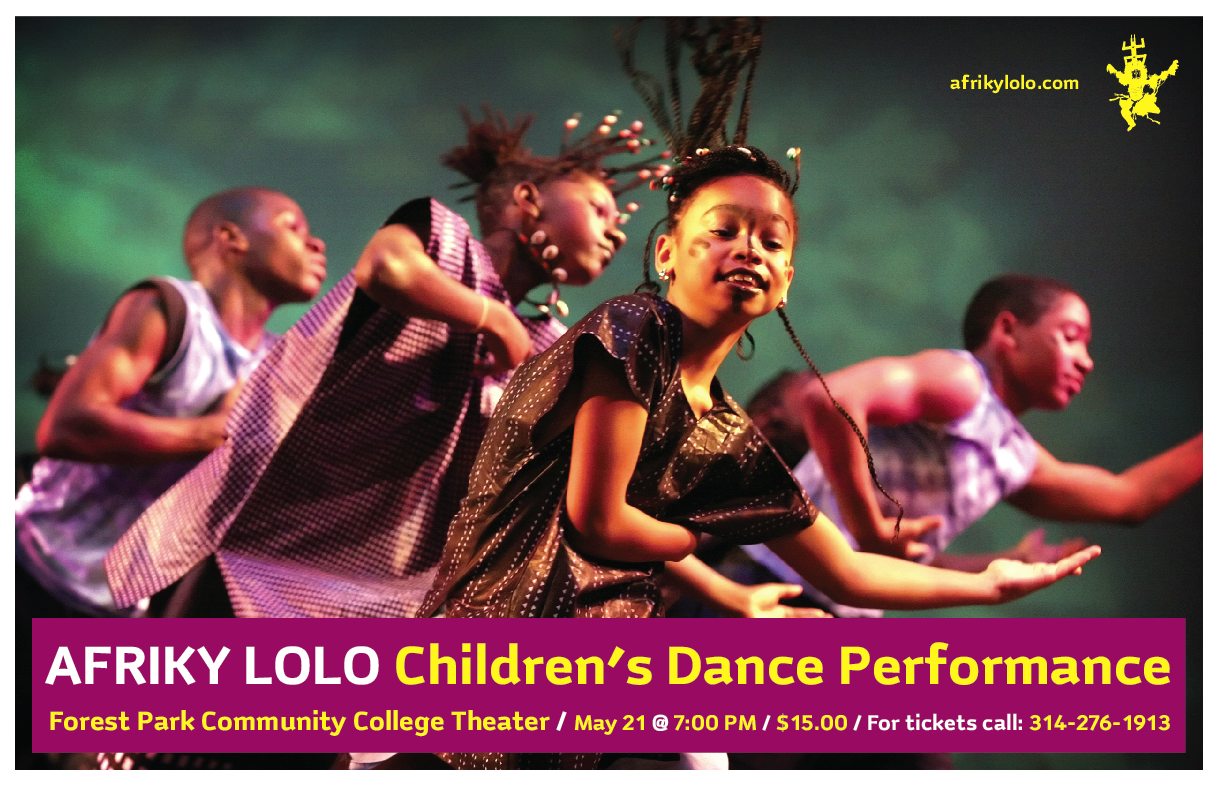 afrikylolo.com
AFRIKY LOLO Children's Dance Performance
Forest Park Community College Theater / May 21 @ 7:00 PM / $15.00 / For tickets call: 314-276-1913